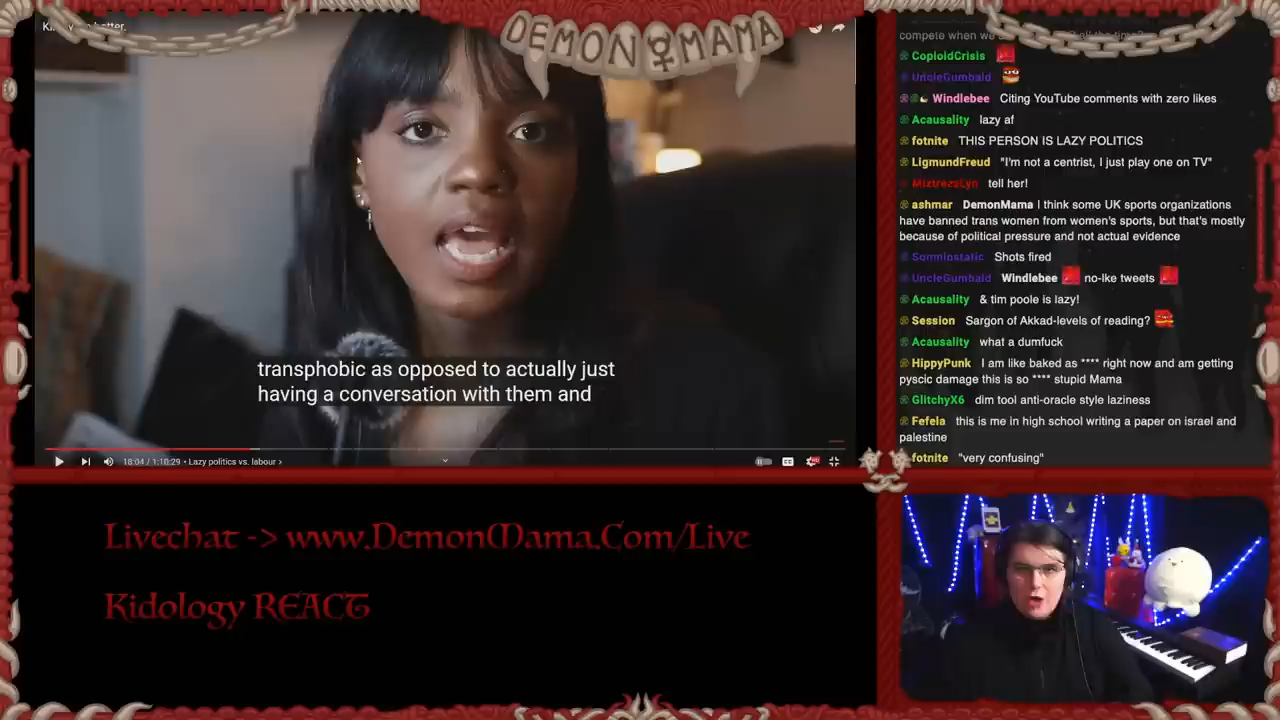 DEMON MAMA
compete when we
CopioidCrisis
UncleGumbald
Windlebee Citing YouTube comments with zero likes
Acausality lazy af
fotnite THIS PERSON IS LAZY POLITICS
LigmundFreud "I'm not a centrist, I just play one on TV"
MixtrezzLyn tell her!
ashmar DemonMama I think some UK sports organizations
have banned trans women from women's sports, but that's mostly
because of political pressure and not actual evidence
Somniostatic Shots fired
UncleGumbald Windlebee no-lke tweets
Acausality & tim poole is lazy!
Session Sargon of Akkad-levels of reading?
Acausality what a dumfuck
HippyPunk I am like baked as **** right now and am getting
pyscic damage this is so **** stupid Mama
GlitchyX6 dim tool anti-oracle style laziness
Fefela this is me in high school writing a paper on israel and
palestine
fotnite "very confusing"
transphobic as opposed to actually just
having a conversation with them and
18:04 / 1:10:29 • Lazy politics vs. labour >
Livechat -> www.DemonMama.Com/Live
Kidology REACT